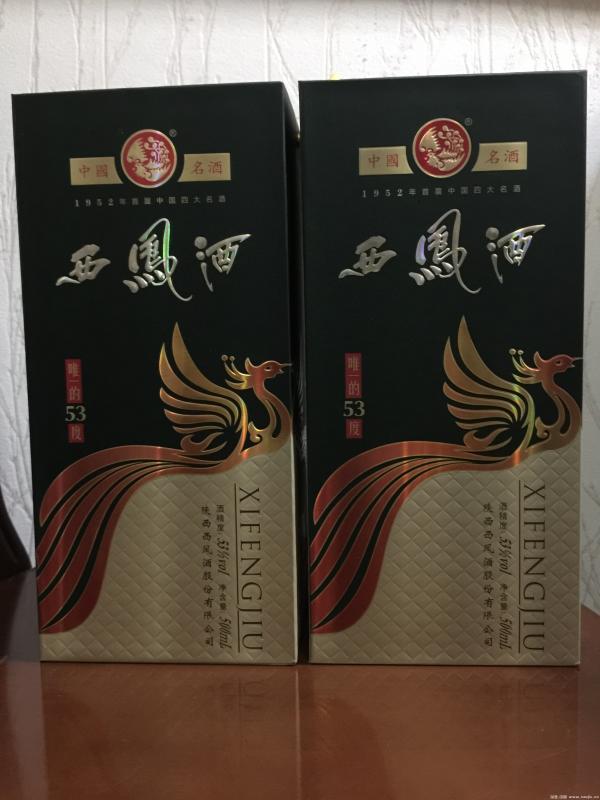 中國 名酒
®
1952年首届中国四大名酒
西鳳酒
唯一的53度
XIFENGJIU
酒精度:53%vol 净含量:500mL
陕西西凤酒股份有限公司
中國 名酒
®
1952年首届中国四大名酒
西鳳酒
唯一的53度
XIFENGJIU
酒精度:53%vol 净含量:500mL
陕西西凤酒股份有限公司